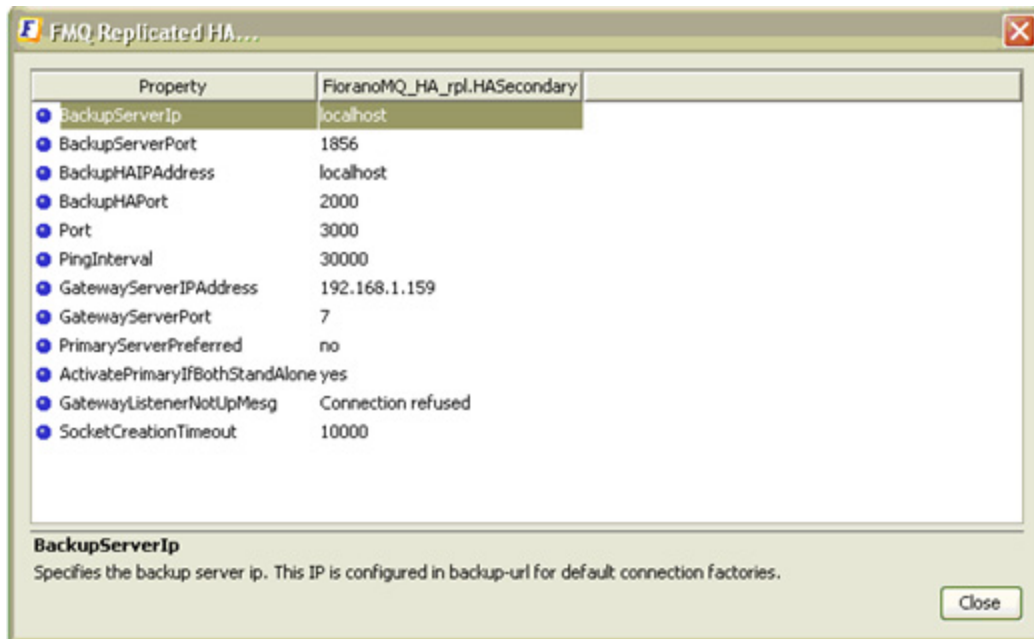 FMQ Replicated HA...
Property FioranoMQ_HA_rpl.HASecondary
BackupServerIp localhost
BackupServerPort 1856
BackupHAIPAddress localhost
BackupHAPort 2000
Port 3000
PingInterval 30000
GatewayServerIPAddress 192.168.1.159
GatewayServerPort 7
PrimaryServerPreferred no
ActivatePrimaryIfBothStandAlone yes
GatewayListenerNotUpMesg Connection refused
SocketCreationTimeout 10000
BackupServerIp
Specifies the backup server ip. This IP is configured in backup-url for default connection factories.
Close